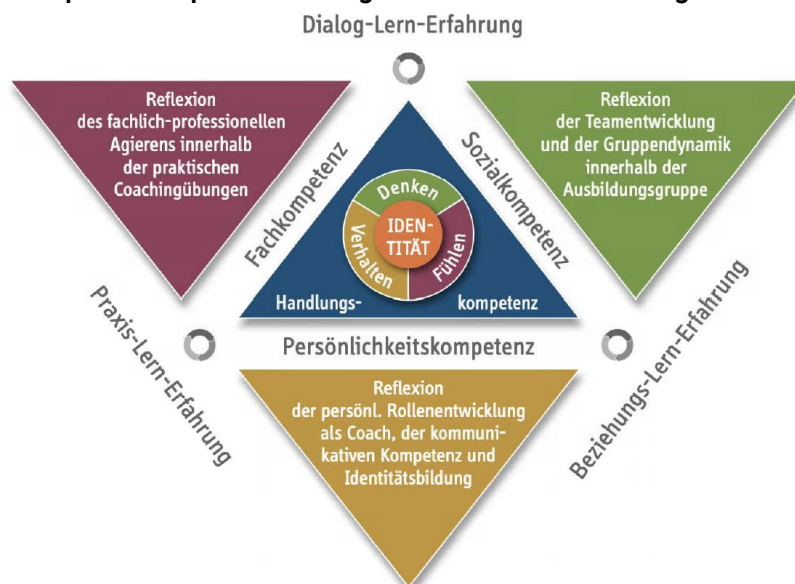 Dialog-Lern-Erfahrung
Reflexion
des fachlich-professionellen
Agierens innerhalb
der praktischen
Coachingübungen
Fachkompetenz
Sozialkompetenz
Reflexion
der Teamentwicklung
und der Gruppendynamik
innerhalb der
Ausbildungsgruppe
Denken
Verhalten
Fühlen
IDEN-
TITÄT
Handlungs-
kompetenz
Praxis-Lern-Erfahrung
Persönlichkeitskompetenz
Beziehungs-Lern-Erfahrung
Reflexion
der persönl. Rollenentwicklung
als Coach, der kommuni-
kativen Kompetenz und
Identitätsbildung